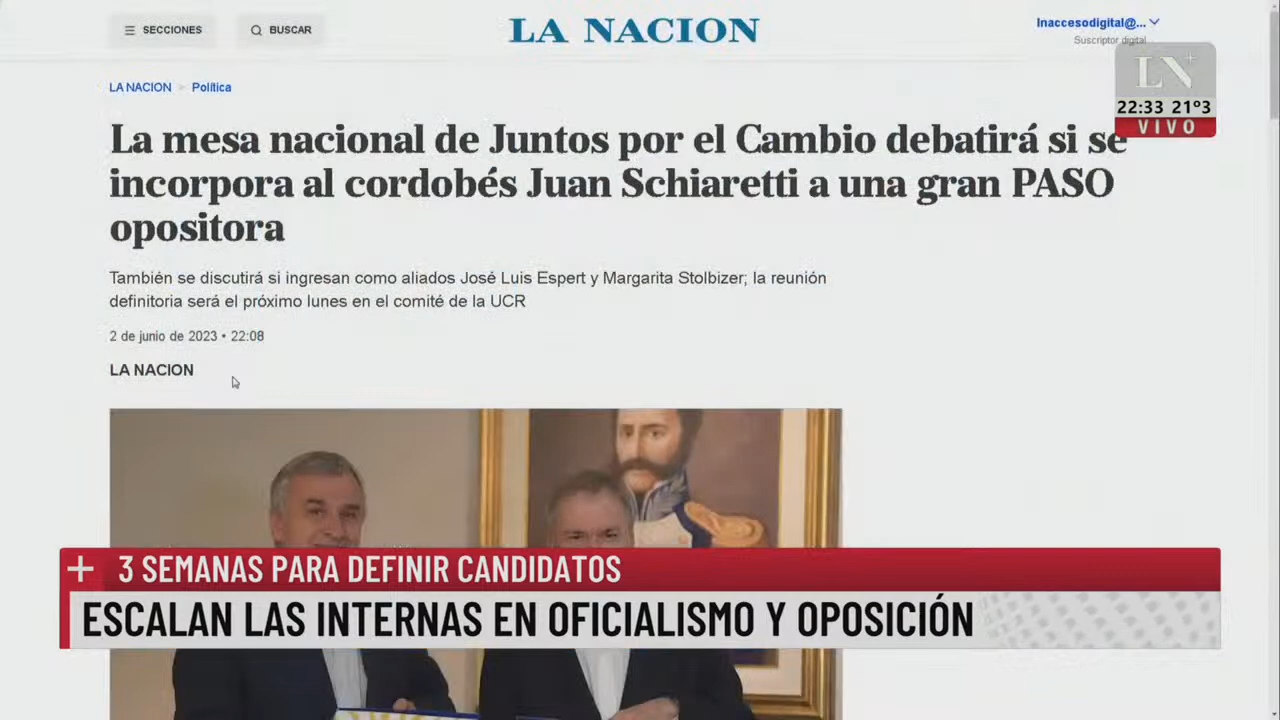 SECCIONES
BUSCAR
LA NACION
lnaccesodigital@...
Suscriptor digital
LN+
22:33 21º3
VIVO
LA NACION > Política
La mesa nacional de Juntos por el Cambio debatirá si se
incorpora al cordobés Juan Schiaretti a una gran PASO
opositora
También se discutirá si ingresan como aliados José Luis Espert y Margarita Stolbizer; la reunión
definitoria será el próximo lunes en el comité de la UCR
2 de junio de 2023 • 22:08
LA NACION
+ 3 SEMANAS PARA DEFINIR CANDIDATOS
ESCALAN LAS INTERNAS EN OFICIALISMO Y OPOSICIÓN